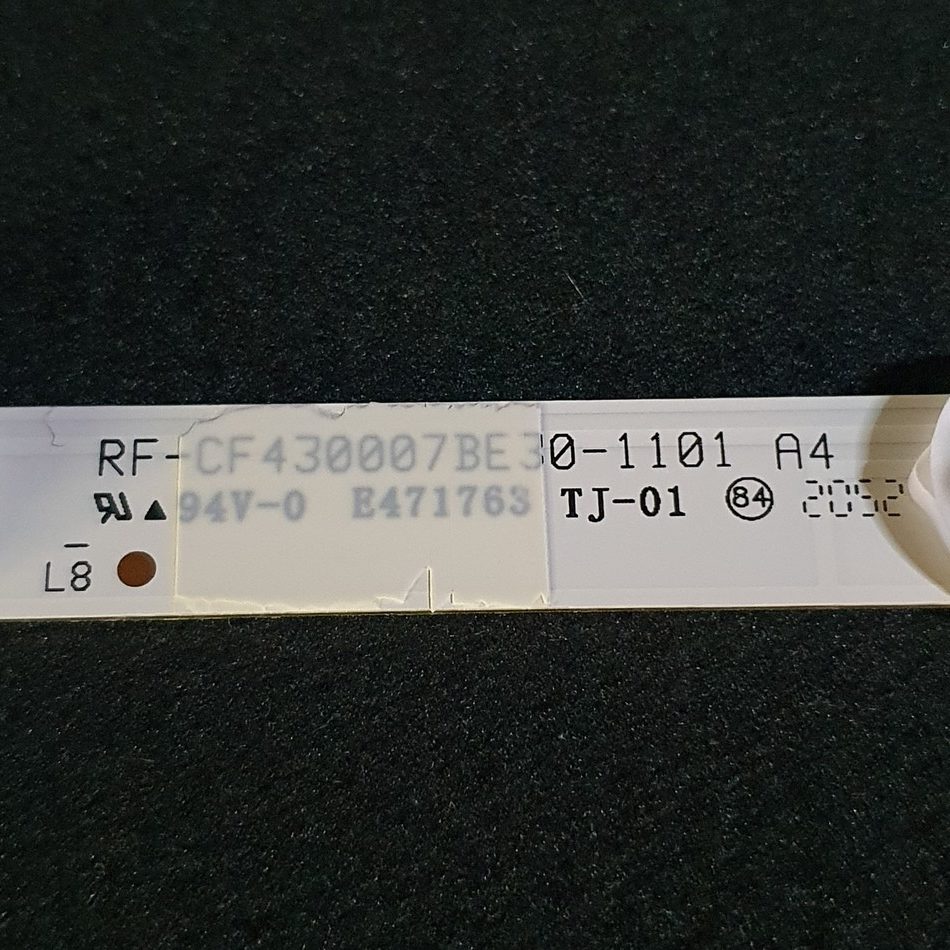 RF-CF430007BE30-1101 A4
94V-0 E471763 TJ-01 84 2052
L8